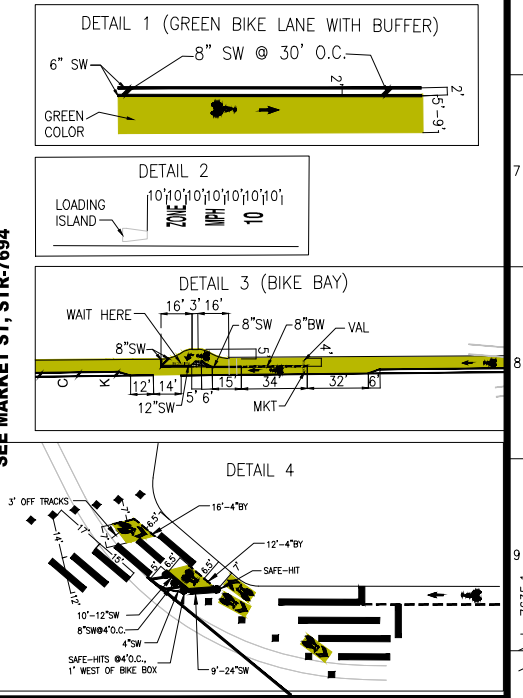 DETAIL 1 (GREEN BIKE LANE WITH BUFFER)
6" SW
8" SW @ 30' O.C.
2'
2'
5'-9'
GREEN
COLOR
DETAIL 2
10'10'10'10'10'10'10'
LOADING
ISLAND
ZONE
MPH
10
7
DETAIL 3 (BIKE BAY)
16' 3' 16'
WAIT HERE
8"SW
8"BW
VAL
8"SW
5'
4'
8
C
K
12' 14'
5' 6'
15' 34' 32' 6'
12"SW
MKT
SEE MARKET ST, STR-7694
DETAIL 4
3' OFF TRACKS
7'
6.5'
16'-4"BY
17'
14'
7'
15'
12'
12'-4"BY
5'
6.5'
6.5'
7'
SAFE-HIT
9
10'-12"SW
8"SW@4'O.C.
4"SW
SAFE-HITS @4'O.C.,
1' WEST OF BIKE BOX
9'-24"SW